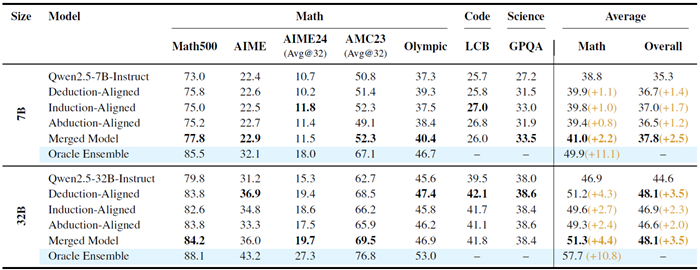 Size Model Math Code Science Average
Math500 AIME AIME24 (Avg@32) AMC23 (Avg@32) Olympic LCB GPQA Math Overall
7B
Qwen2.5-7B-Instruct 73.0 22.4 10.7 50.8 37.3 25.7 27.2 38.8 35.3
Deduction-Aligned 75.8 22.6 10.2 51.4 39.3 25.8 31.5 39.9(+1.1) 36.7(+1.4)
Induction-Aligned 75.0 22.5 11.8 52.3 37.5 27.0 33.0 39.8(+1.0) 37.0(+1.7)
Abduction-Aligned 75.2 22.7 11.4 49.1 38.4 26.8 31.9 39.4(+0.8) 36.5(+1.2)
Merged Model 77.8 22.9 11.5 52.3 40.4 26.0 33.5 41.0(+2.2) 37.8(+2.5)
Oracle Ensemble 85.5 32.1 18.0 67.1 46.7 – – 49.9(+11.1) –
32B
Qwen2.5-32B-Instruct 79.8 31.2 15.3 62.7 45.6 39.5 38.0 46.9 44.6
Deduction-Aligned 83.8 36.9 19.4 68.5 47.4 42.1 38.6 51.2(+4.3) 48.1(+3.5)
Induction-Aligned 82.6 34.8 18.6 66.2 45.8 41.7 38.4 49.6(+2.7) 46.9(+2.3)
Abduction-Aligned 83.8 33.3 17.5 65.9 46.2 41.1 38.6 49.3(+2.4) 46.6(+2.0)
Merged Model 84.2 36.0 19.7 69.5 46.9 41.8 38.4 51.3(+4.4) 48.1(+3.5)
Oracle Ensemble 88.1 43.2 27.3 76.8 53.0 – – 57.7 (+10.8) –